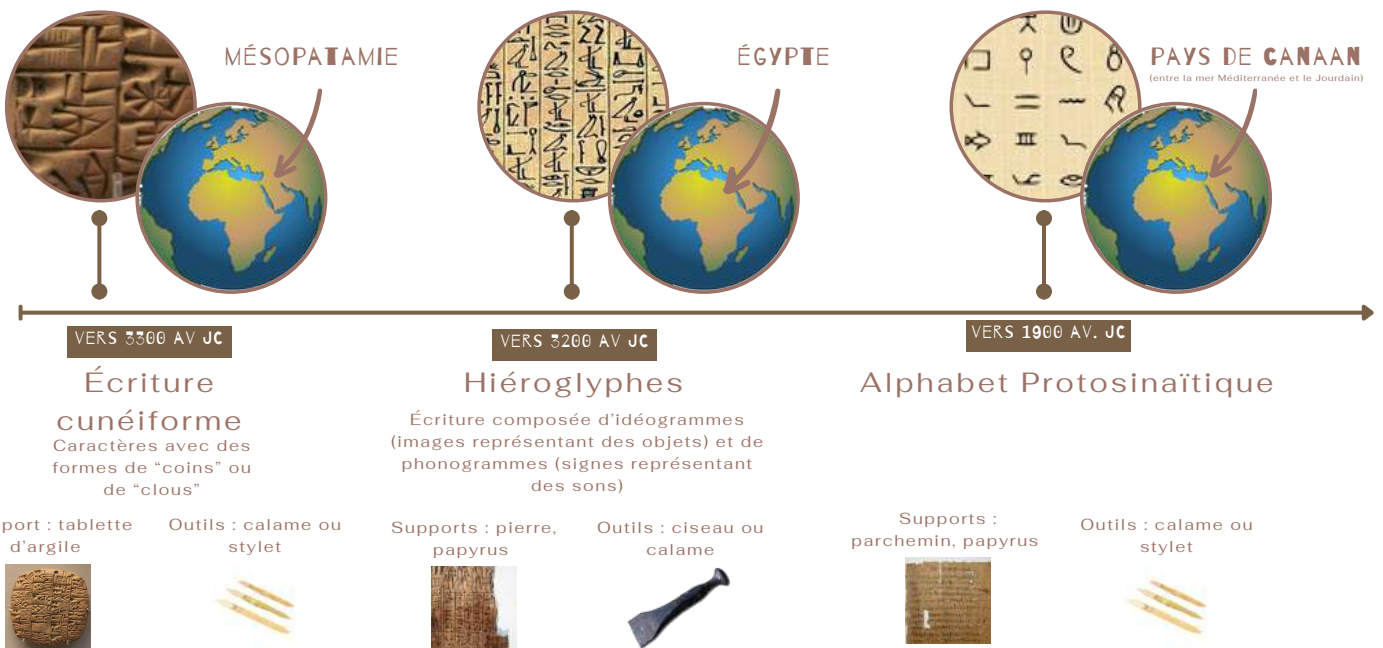 MÉSOPATAMIE
ÉGYPTE
PAYS DE CANAAN
(entre la mer Méditerranée et le Jourdain)
VERS 3300 AV JC
VERS 3200 AV JC
VERS 1900 AV. JC
Écriture
cunéiforme
Caractères avec des
formes de “coins” ou
de “clous”
port : tablette
d’argile
Outils : calame ou
stylet
Hiéroglyphes
Écriture composée d’idéogrammes
(images représentant des objets) et de
phonogrammes (signes représentant
des sons)
Supports : pierre,
papyrus
Outils : ciseau ou
calame
Alphabet Protosinaïtique
Supports :
parchemin, papyrus
Outils : calame ou
stylet